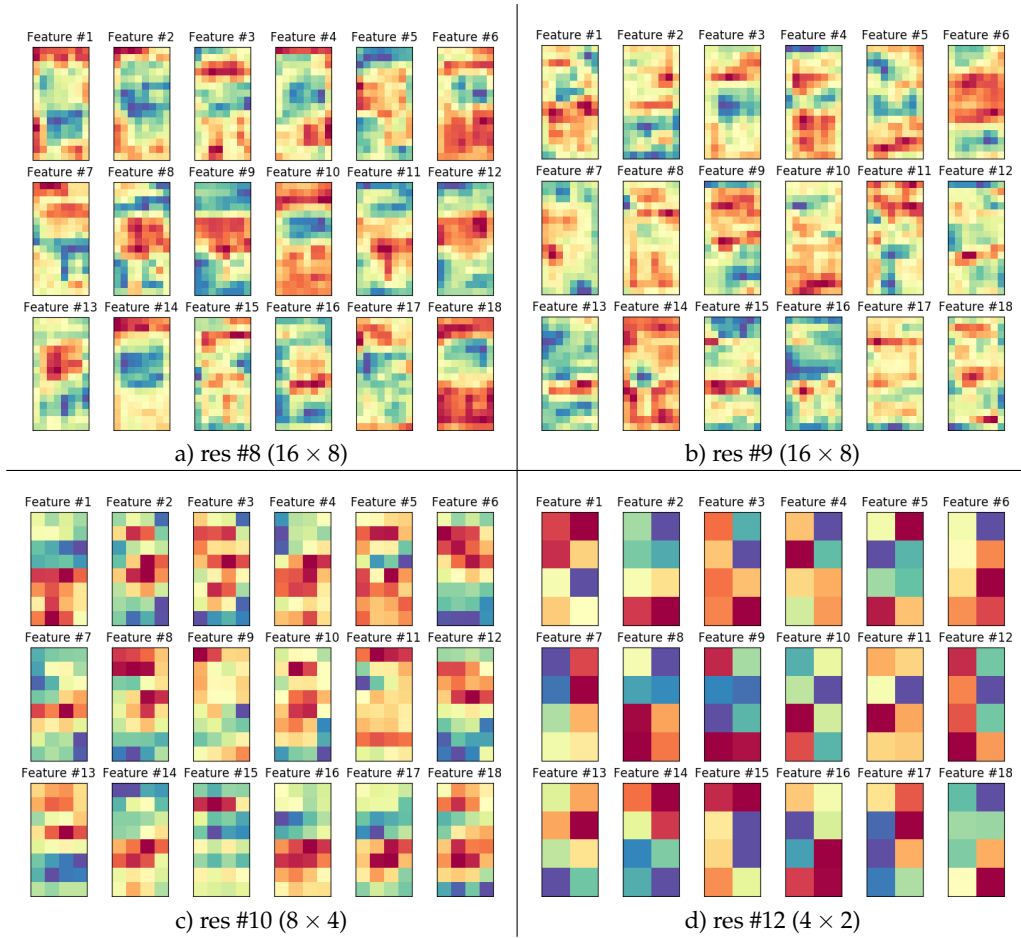 Feature #1 Feature #2 Feature #3 Feature #4 Feature #5 Feature #6
Feature #7 Feature #8 Feature #9 Feature #10 Feature #11 Feature #12
Feature #13 Feature #14 Feature #15 Feature #16 Feature #17 Feature #18
a) res #8 (16 × 8)
Feature #1 Feature #2 Feature #3 Feature #4 Feature #5 Feature #6
Feature #7 Feature #8 Feature #9 Feature #10 Feature #11 Feature #12
Feature #13 Feature #14 Feature #15 Feature #16 Feature #17 Feature #18
b) res #9 (16 × 8)
Feature #1 Feature #2 Feature #3 Feature #4 Feature #5 Feature #6
Feature #7 Feature #8 Feature #9 Feature #10 Feature #11 Feature #12
Feature #13 Feature #14 Feature #15 Feature #16 Feature #17 Feature #18
c) res #10 (8 × 4)
Feature #1 Feature #2 Feature #3 Feature #4 Feature #5 Feature #6
Feature #7 Feature #8 Feature #9 Feature #10 Feature #11 Feature #12
Feature #13 Feature #14 Feature #15 Feature #16 Feature #17 Feature #18
d) res #12 (4 × 2)